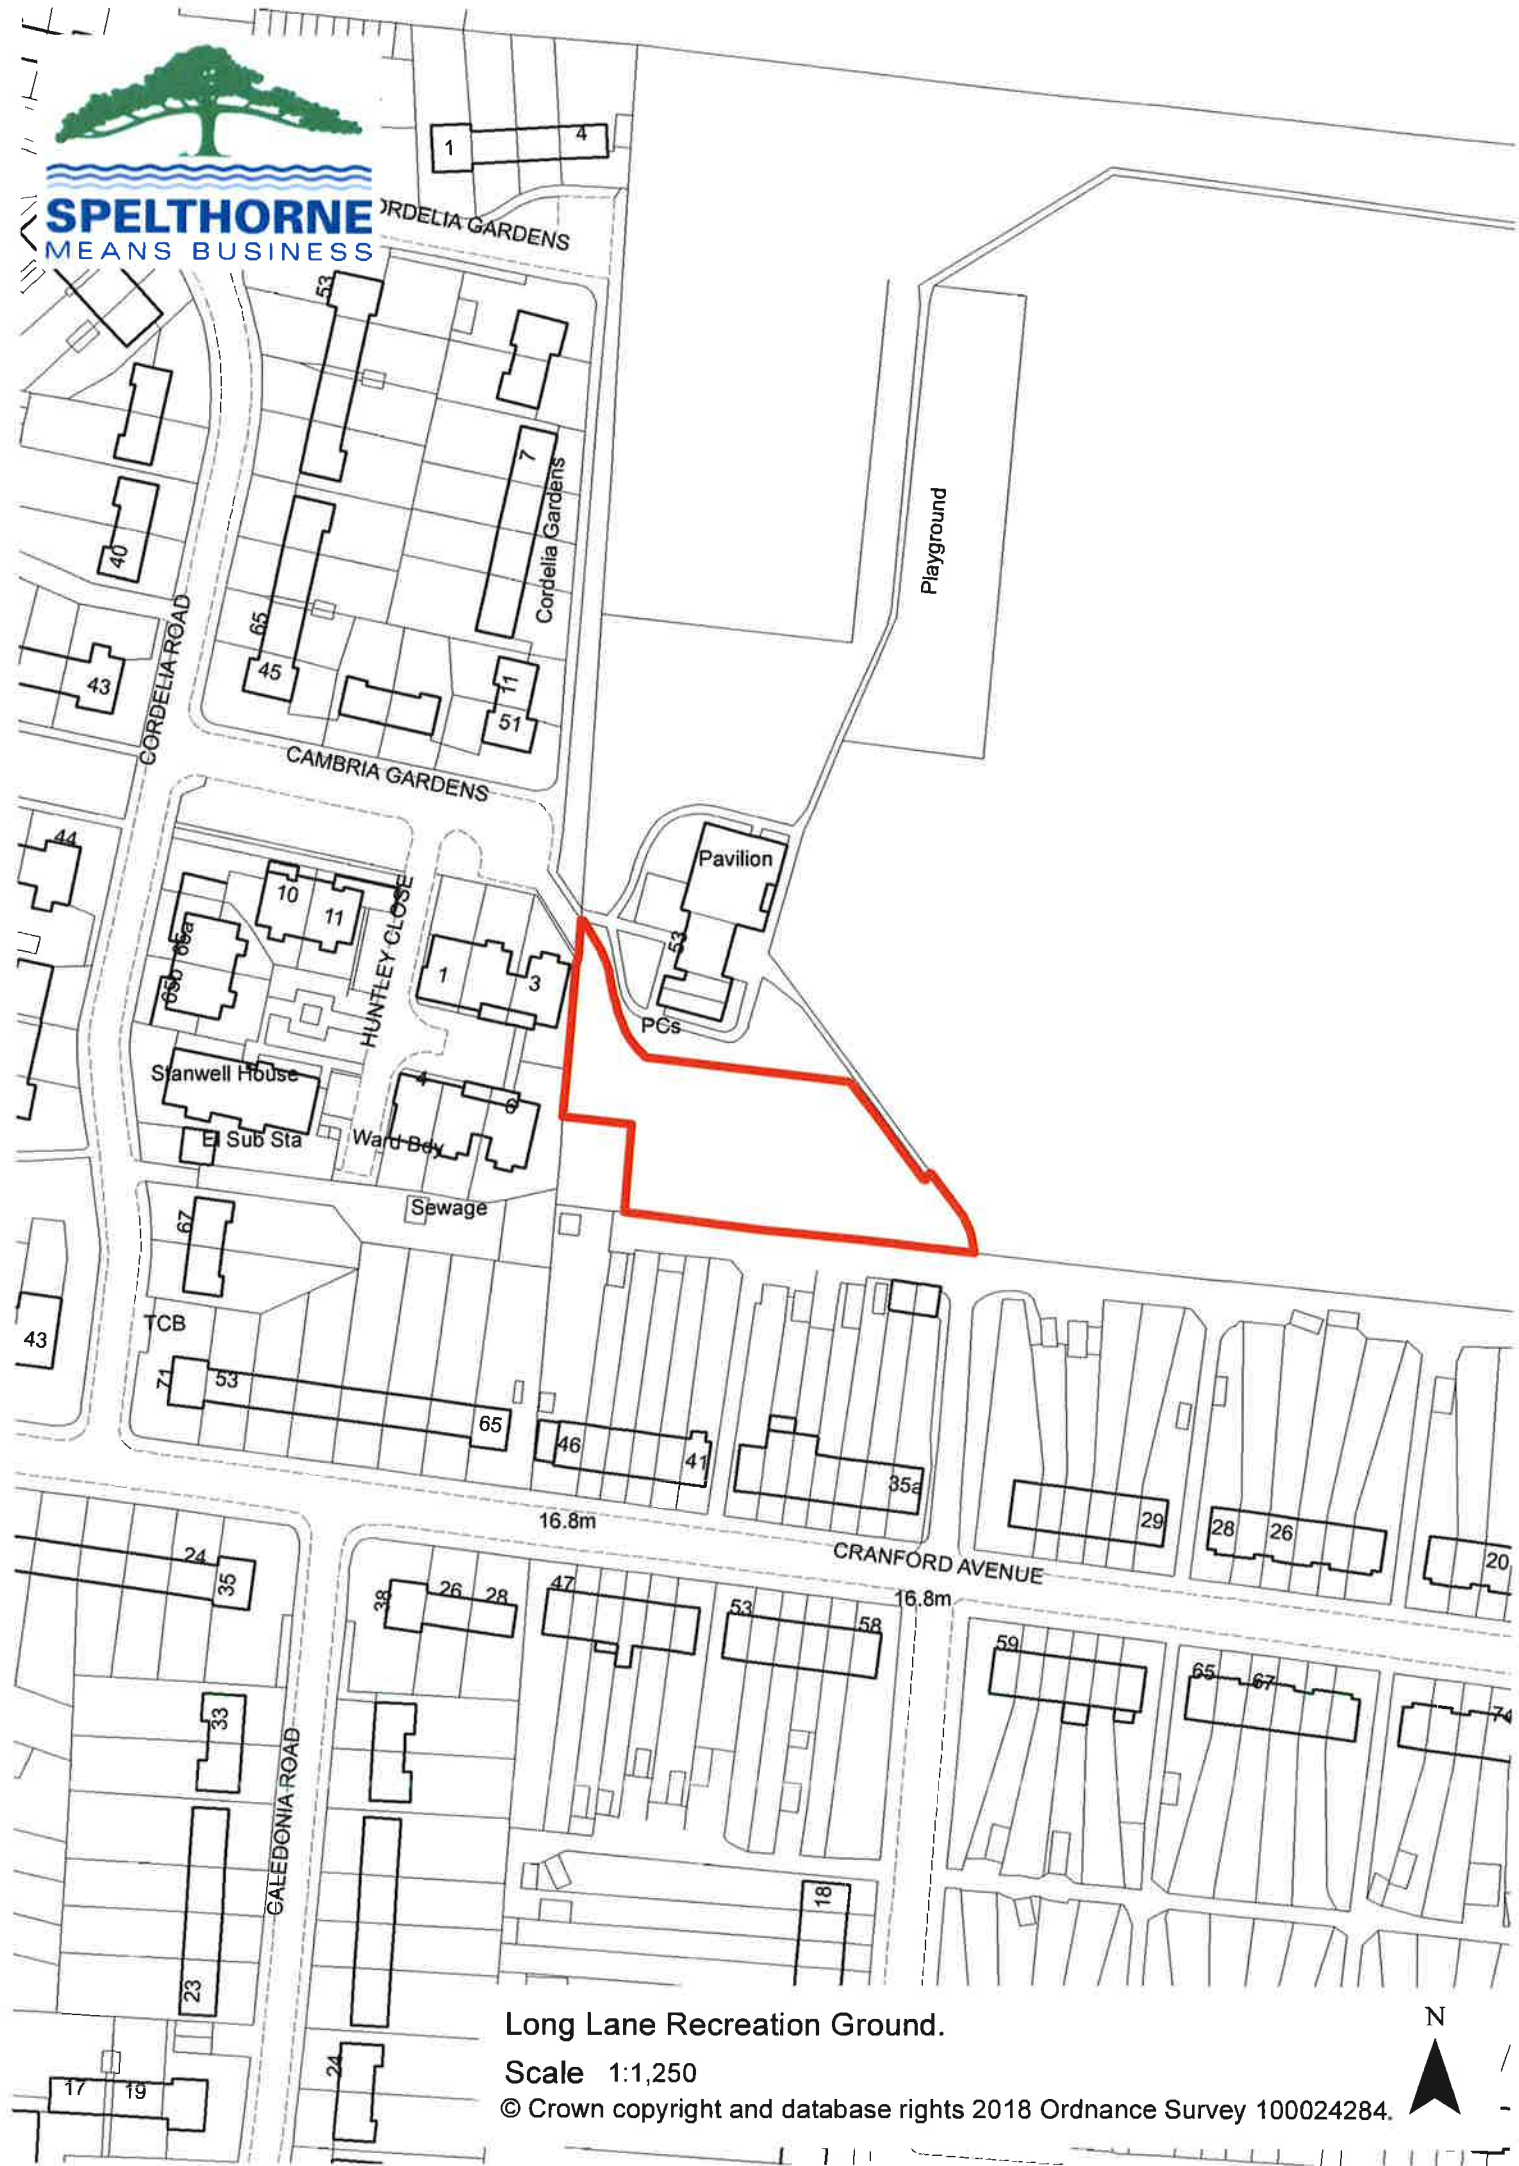 SPELTHORNE
MEANS BUSINESS
1
4
ORDELIA GARDENS
53
7
Cordelia Gardens
Playground
40
65
45
43
11
51
CORDELIA ROAD
CAMBRIA GARDENS
44
Pavilion
10
11
HUNTLEY CLOSE
65a
65b
1
3
53
PCs
Stanwell House
4
6
El Sub Sta
Ward Bdy
Sewage
67
TCB
43
71
53
65
46
41
35a
29
28
26
20
16.8m
CRANFORD AVENUE
16.8m
24
35
38
26
28
47
53
58
59
65
67
74
33
CALEDONIA ROAD
18
23
24
17
19
Long Lane Recreation Ground.
Scale 1:1,250
© Crown copyright and database rights 2018 Ordnance Survey 100024284.
N